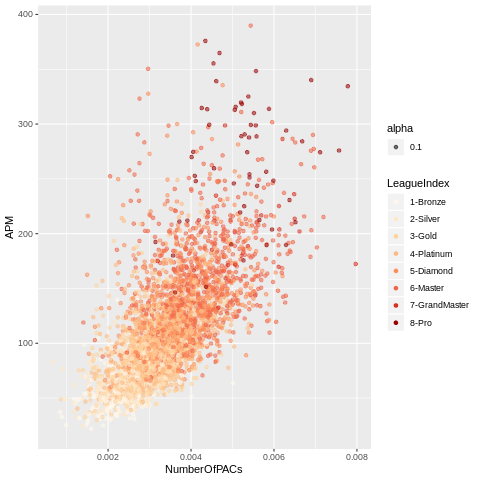 400
300
200
100
APM
0.002
0.004
0.006
0.008
NumberOfPACs
alpha
0.1
LeagueIndex
1-Bronze
2-Silver
3-Gold
4-Platinum
5-Diamond
6-Master
7-GrandMaster
8-Pro